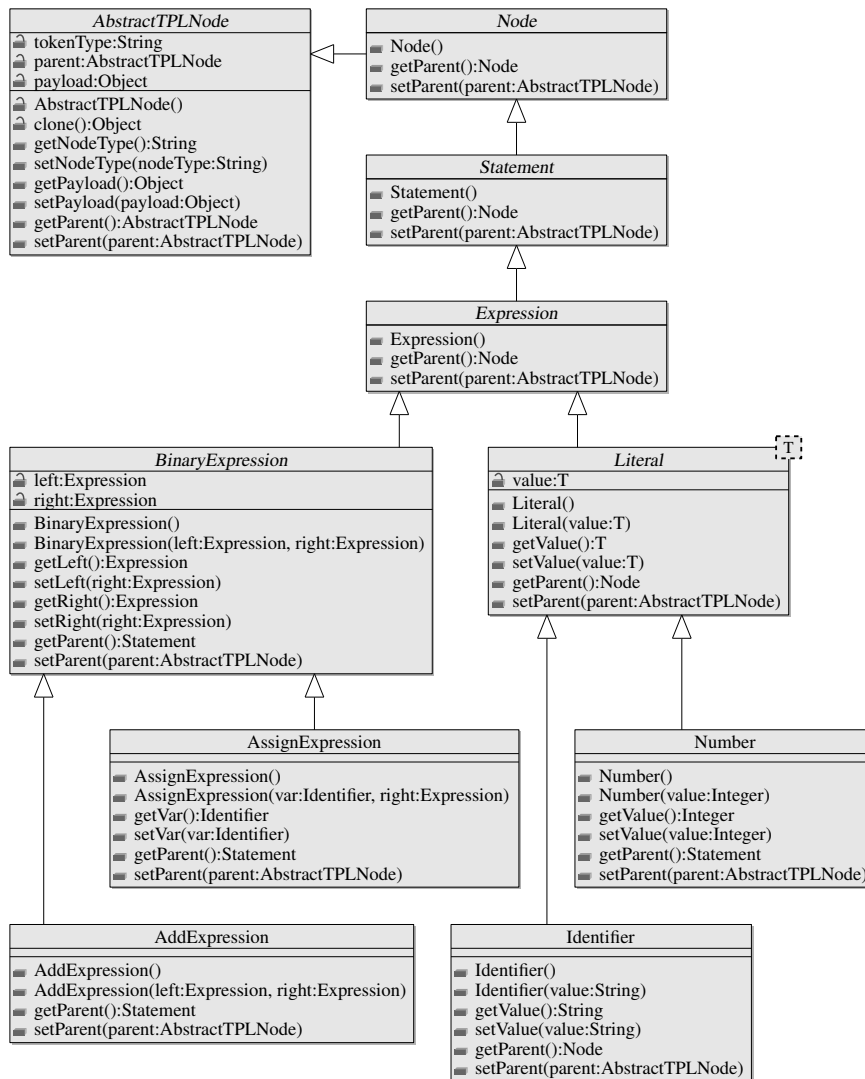 AbstractTPLNode
tokenType:String
parent:AbstractTPLNode
payload:Object
AbstractTPLNode()
clone():Object
getNodeType():String
setNodeType(nodeType:String)
getPayload():Object
setPayload(payload:Object)
getParent():AbstractTPLNode
setParent(parent:AbstractTPLNode)
Node
Node()
getParent():Node
setParent(parent:AbstractTPLNode)
Statement
Statement()
getParent():Node
setParent(parent:AbstractTPLNode)
Expression
Expression()
getParent():Node
setParent(parent:AbstractTPLNode)
BinaryExpression
left:Expression
right:Expression
BinaryExpression()
BinaryExpression(left:Expression, right:Expression)
getLeft():Expression
setLeft(right:Expression)
getRight():Expression
setRight(right:Expression)
getParent():Statement
setParent(parent:AbstractTPLNode)
Literal
T
value:T
Literal()
Literal(value:T)
getValue():T
setValue(value:T)
getParent():Node
setParent(parent:AbstractTPLNode)
AssignExpression
AssignExpression()
AssignExpression(var:Identifier, right:Expression)
getVar():Identifier
setVar(var:Identifier)
getParent():Statement
setParent(parent:AbstractTPLNode)
Number
Number()
Number(value:Integer)
getValue():Integer
setValue(value:Integer)
getParent():Statement
setParent(parent:AbstractTPLNode)
AddExpression
AddExpression()
AddExpression(left:Expression, right:Expression)
getParent():Statement
setParent(parent:AbstractTPLNode)
Identifier
Identifier()
Identifier(value:String)
getValue():String
setValue(value:String)
getParent():Node
setParent(parent:AbstractTPLNode)